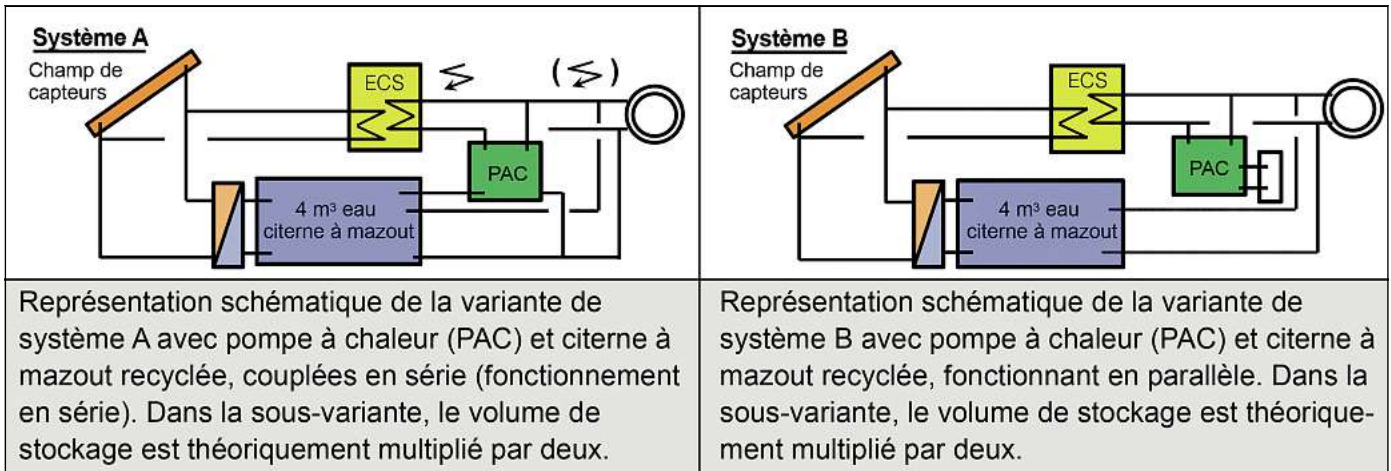 Système A
Champ de
capteurs
ECS
PAC
4 m³ eau
citerne à mazout
Représentation schématique de la variante de
système A avec pompe à chaleur (PAC) et citerne à
mazout recyclée, couplées en série (fonctionnement
en série). Dans la sous-variante, le volume de
stockage est théoriquement multiplié par deux.
Système B
Champ de
capteurs
ECS
PAC
4 m³ eau
citerne à mazout
Représentation schématique de la variante de
système B avec pompe à chaleur (PAC) et citerne à
mazout recyclée, fonctionnant en parallèle. Dans la
sous-variante, le volume de stockage est théorique-
ment multiplié par deux.